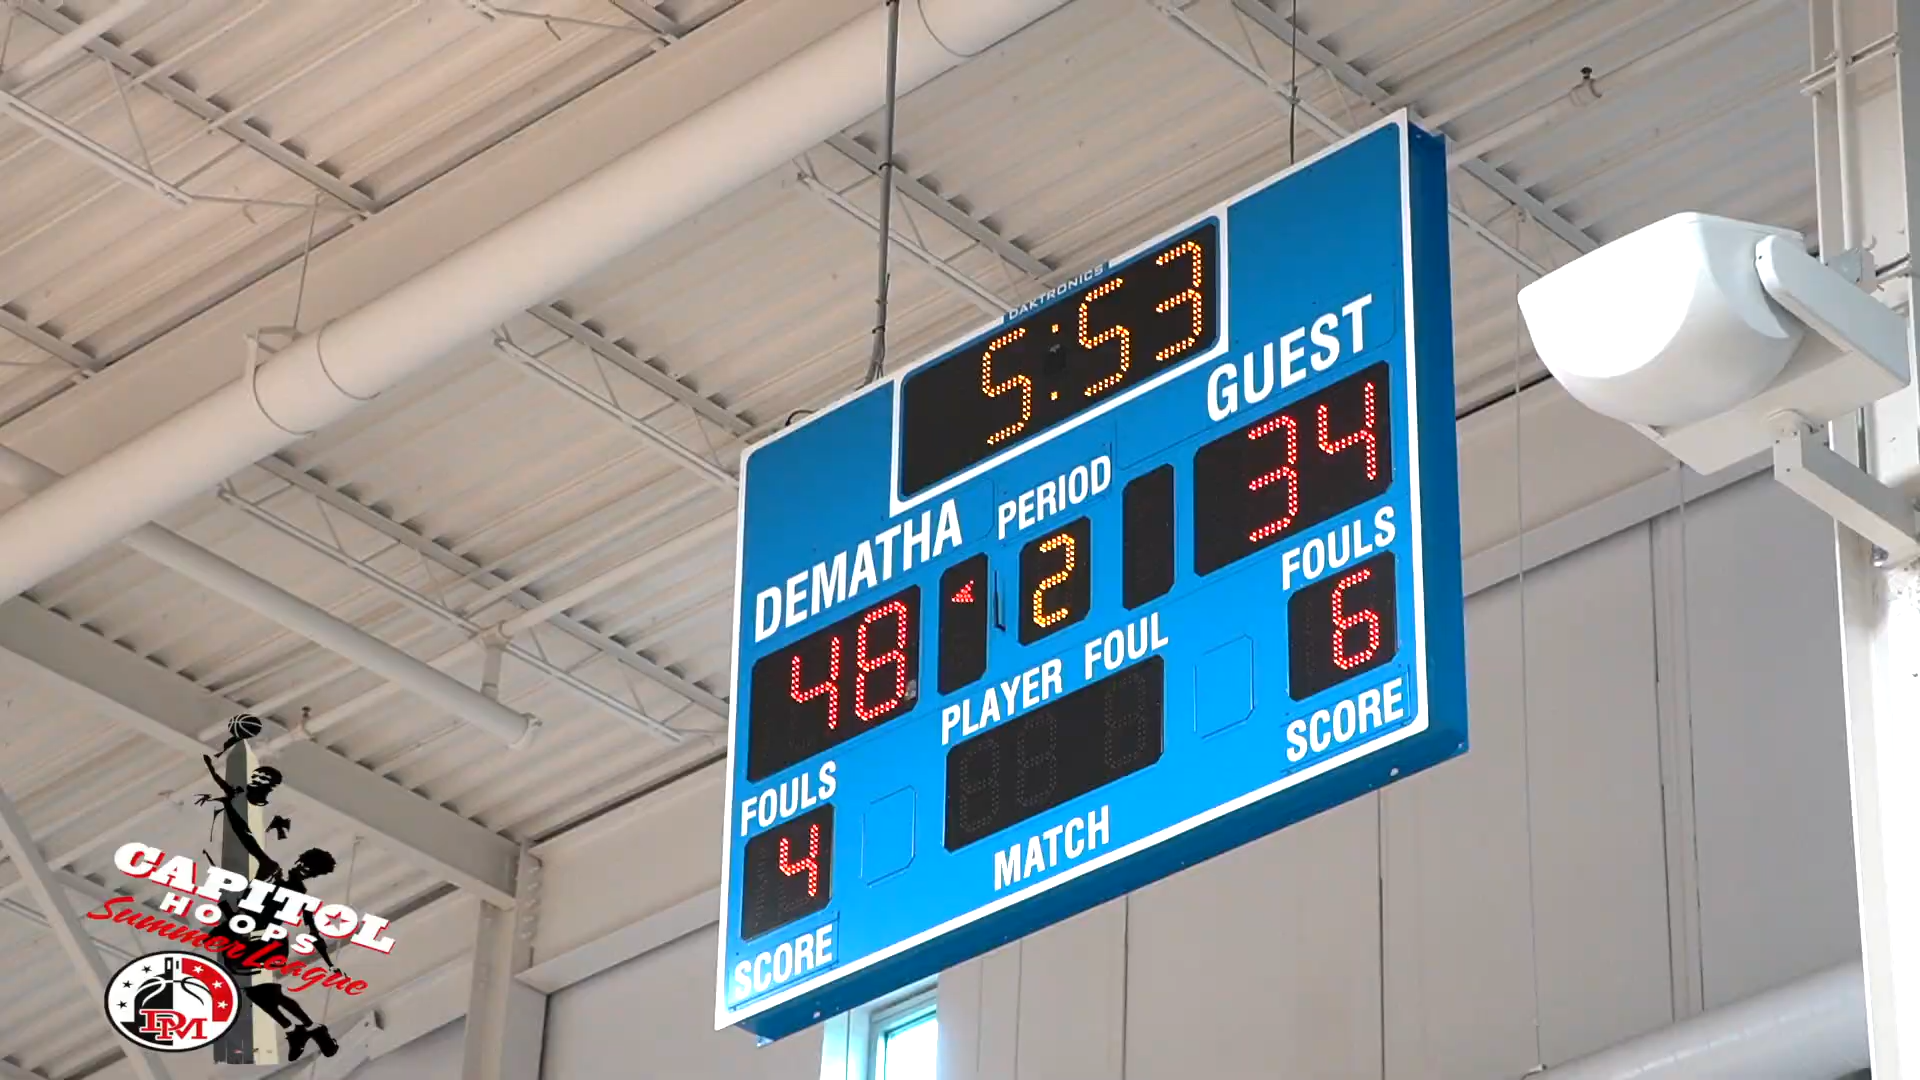 DAKTRONICS
5:53
DEMATHA
PERIOD
GUEST
48
2
34
FOULS
PLAYER FOUL
FOULS
4
6
SCORE
MATCH
SCORE
CAPITOL
HOOPS
Summer League
DM